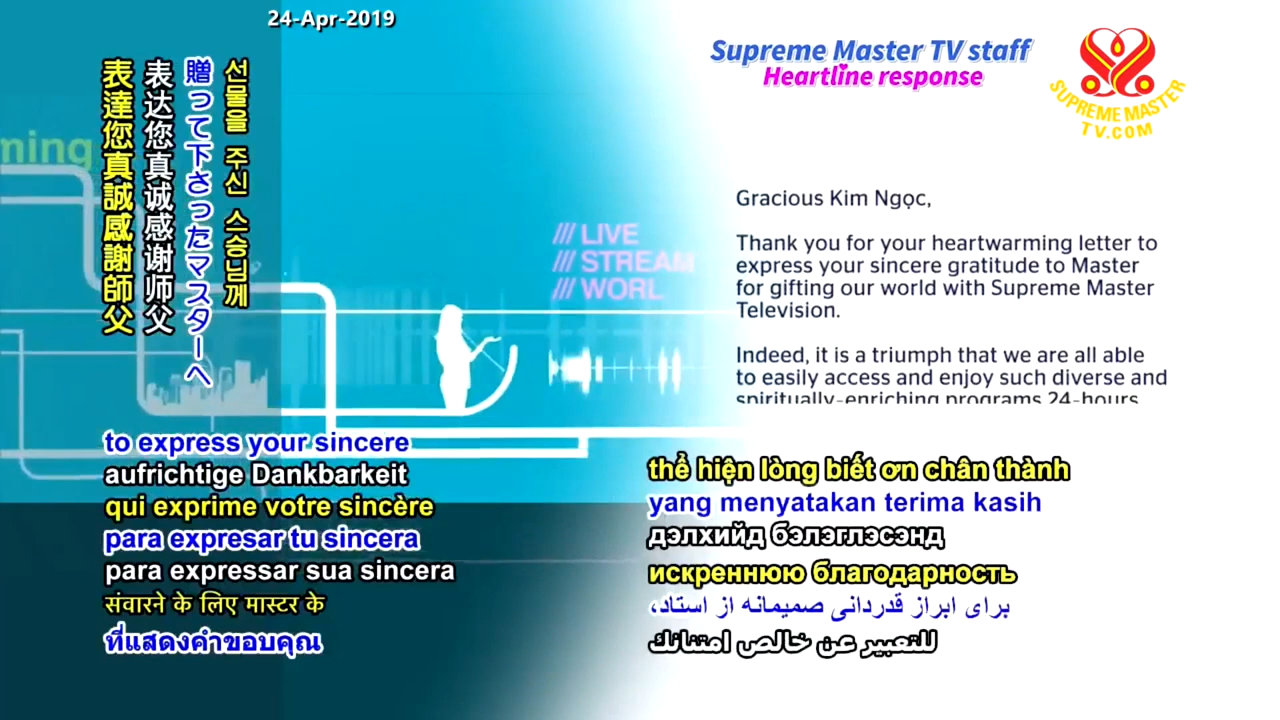 24-Apr-2019
Supreme Master TV staff
Heartline response
SUPREME MASTER
TV.COM
表達您真誠感謝師父
表达您真诚感谢师父
贈って下さったマスターへ
선물을 주신 스승님께
ming
/// LIVE
/// STREAM
/// WORL
Gracious Kim Ngọc,
Thank you for your heartwarming letter to
express your sincere gratitude to Master
for gifting our world with Supreme Master
Television.
Indeed, it is a triumph that we are all able
to easily access and enjoy such diverse and
spiritually-enriching programs 24-hours
to express your sincere
aufrichtige Dankbarkeit
qui exprime votre sincère
para expresar tu sincera
para expressar sua sincera
संवारने के लिए मास्टर के
ที่แสดงคำขอบคุณ
thể hiện lòng biết ơn chân thành
yang menyatakan terima kasih
дэлхийд бэлэглэсэнд
искреннюю благодарность
برای ابراز قدردانی صمیمانه از استاد،
للتعبير عن خالص امتنانك